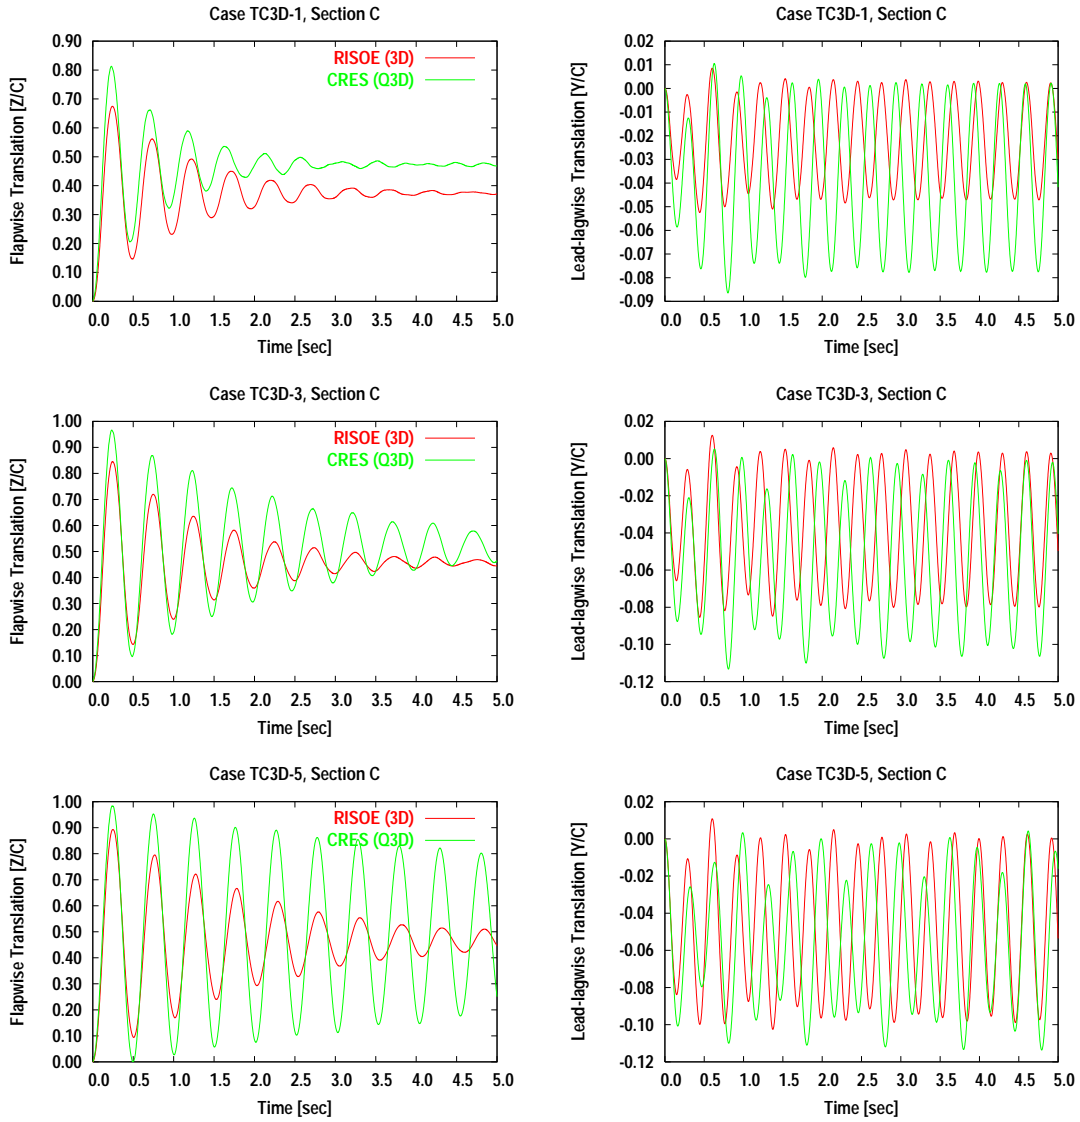 Case TC3D-1, Section C
Flapwise Translation [Z/C]
0.90
0.80
0.70
0.60
0.50
0.40
0.30
0.20
0.10
0.00
RISOE (3D)
CRES (Q3D)
0.0 0.5 1.0 1.5 2.0 2.5 3.0 3.5 4.0 4.5 5.0
Time [sec]
Case TC3D-1, Section C
Lead-lagwise Translation [Y/C]
0.02
0.01
0.00
-0.01
-0.02
-0.03
-0.04
-0.05
-0.06
-0.07
-0.08
-0.09
0.0 0.5 1.0 1.5 2.0 2.5 3.0 3.5 4.0 4.5 5.0
Time [sec]
Case TC3D-3, Section C
Flapwise Translation [Z/C]
1.00
0.90
0.80
0.70
0.60
0.50
0.40
0.30
0.20
0.10
0.00
RISOE (3D)
CRES (Q3D)
0.0 0.5 1.0 1.5 2.0 2.5 3.0 3.5 4.0 4.5 5.0
Time [sec]
Case TC3D-3, Section C
Lead-lagwise Translation [Y/C]
0.02
0.00
-0.02
-0.04
-0.06
-0.08
-0.10
-0.12
0.0 0.5 1.0 1.5 2.0 2.5 3.0 3.5 4.0 4.5 5.0
Time [sec]
Case TC3D-5, Section C
Flapwise Translation [Z/C]
1.00
0.90
0.80
0.70
0.60
0.50
0.40
0.30
0.20
0.10
0.00
RISOE (3D)
CRES (Q3D)
0.0 0.5 1.0 1.5 2.0 2.5 3.0 3.5 4.0 4.5 5.0
Time [sec]
Case TC3D-5, Section C
Lead-lagwise Translation [Y/C]
0.02
0.00
-0.02
-0.04
-0.06
-0.08
-0.10
-0.12
0.0 0.5 1.0 1.5 2.0 2.5 3.0 3.5 4.0 4.5 5.0
Time [sec]